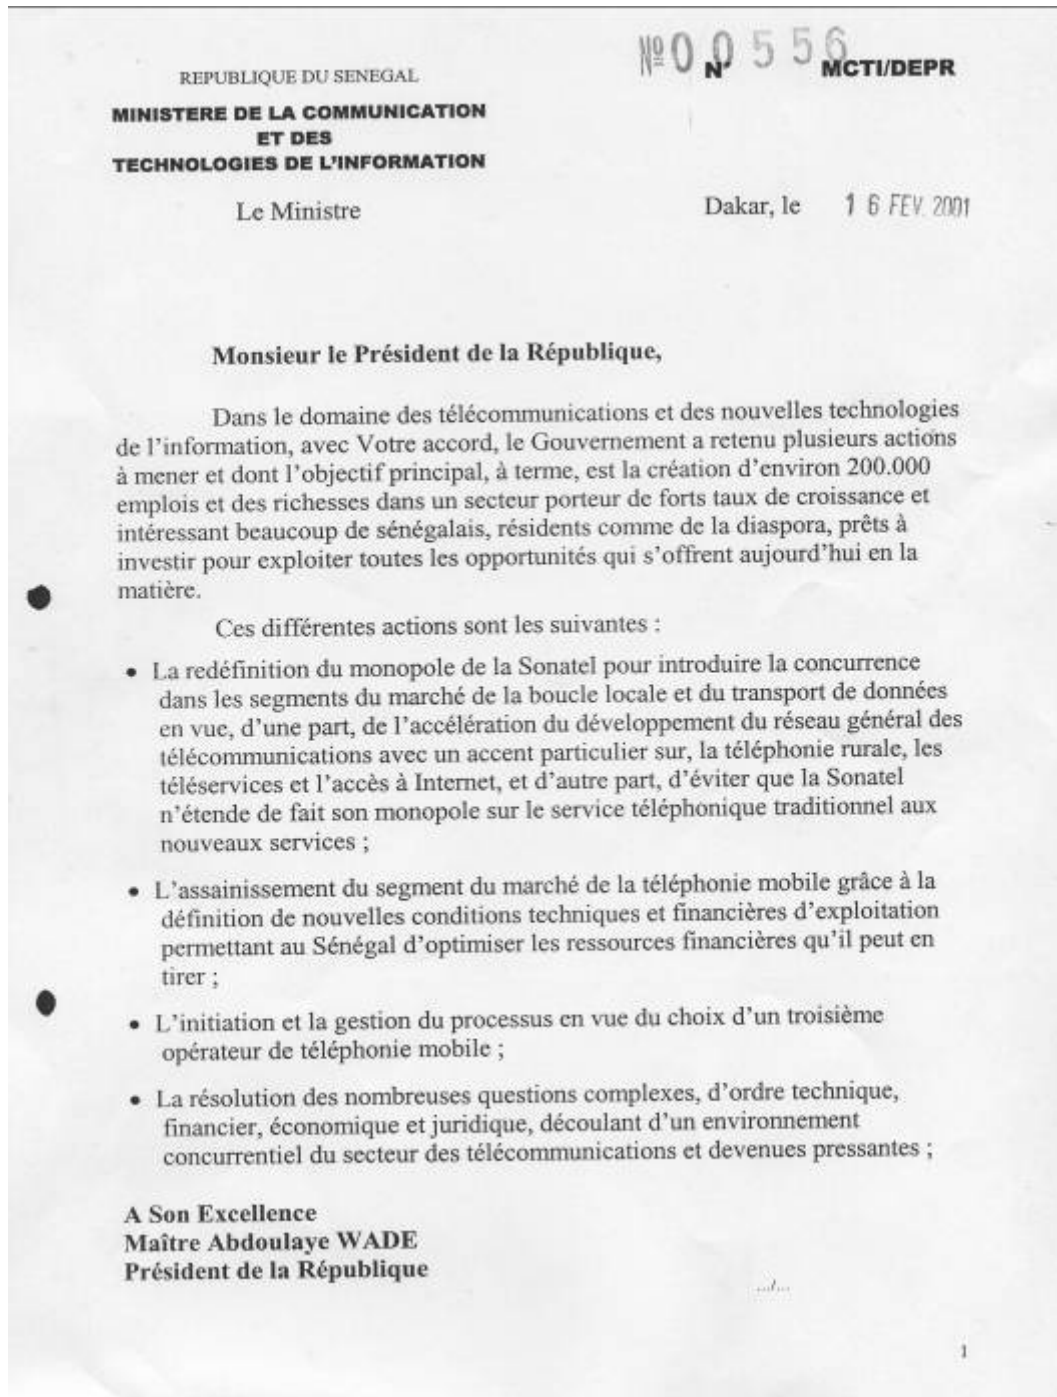 Nº 00556
N° MCTI/DEPR
REPUBLIQUE DU SENEGAL
MINISTERE DE LA COMMUNICATION
ET DES
TECHNOLOGIES DE L'INFORMATION
Le Ministre
Dakar, le 16 FEV. 2001
Monsieur le Président de la République,
Dans le domaine des télécommunications et des nouvelles technologies
de l'information, avec Votre accord, le Gouvernement a retenu plusieurs actions
à mener et dont l'objectif principal, à terme, est la création d'environ 200.000
emplois et des richesses dans un secteur porteur de forts taux de croissance et
intéressant beaucoup de sénégalais, résidents comme de la diaspora, prêts à
investir pour exploiter toutes les opportunités qui s'offrent aujourd'hui en la
matière.
Ces différentes actions sont les suivantes :
• La redéfinition du monopole de la Sonatel pour introduire la concurrence
dans les segments du marché de la boucle locale et du transport de données
en vue, d'une part, de l'accélération du développement du réseau général des
télécommunications avec un accent particulier sur, la téléphonie rurale, les
téléservices et l'accès à Internet, et d'autre part, d'éviter que la Sonatel
n'étende de fait son monopole sur le service téléphonique traditionnel aux
nouveaux services ;
• L'assainissement du segment du marché de la téléphonie mobile grâce à la
définition de nouvelles conditions techniques et financières d'exploitation
permettant au Sénégal d'optimiser les ressources financières qu'il peut en
tirer ;
• L'initiation et la gestion du processus en vue du choix d'un troisième
opérateur de téléphonie mobile ;
• La résolution des nombreuses questions complexes, d'ordre technique,
financier, économique et juridique, découlant d'un environnement
concurrentiel du secteur des télécommunications et devenues pressantes ;
A Son Excellence
Maître Abdoulaye WADE
Président de la République
.../...
1